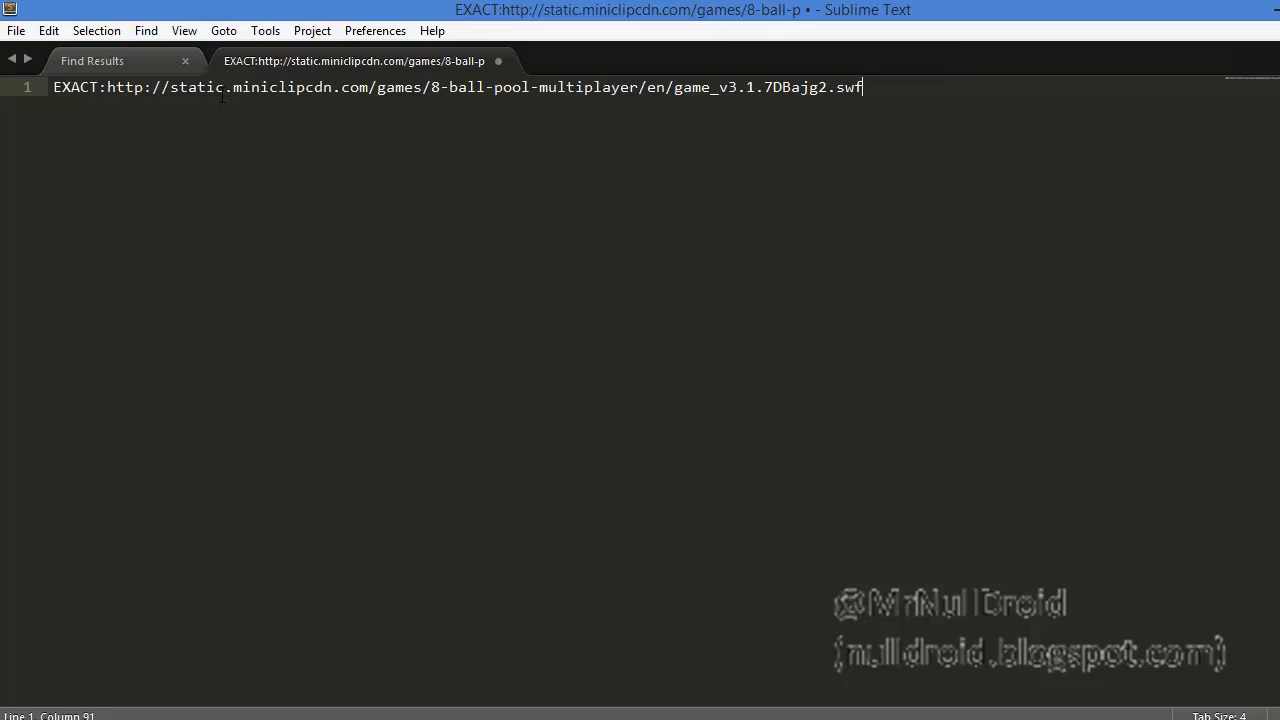 EXACT:http://static.miniclipcdn.com/games/8-ball-p • - Sublime Text
File Edit Selection Find View Goto Tools Project Preferences Help
Find Results × EXACT:http://static.miniclipcdn.com/games/8-ball-p
1 EXACT:http://static.miniclipcdn.com/games/8-ball-pool-multiplayer/en/game_v3.1.7DBajg2.swf
@MrNullDroid
(nulldroid.blogspot.com)
Line 1, Column 91 Tab Size: 4